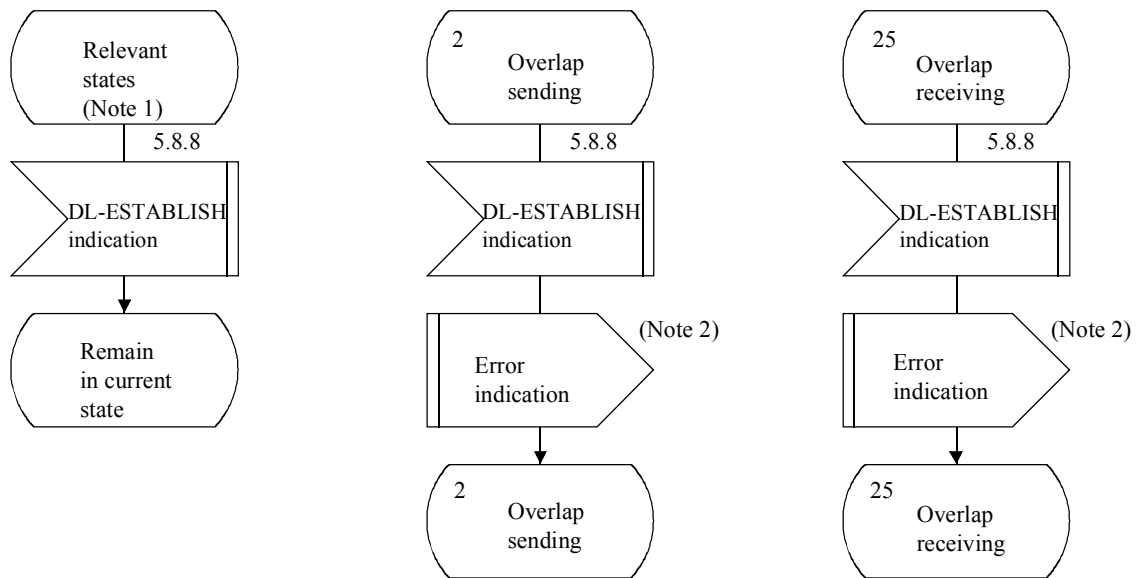 Relevant
states
(Note 1)
5.8.8
DL-ESTABLISH
indication
Remain
in current
state
2
Overlap
sending
5.8.8
DL-ESTABLISH
indication
(Note 2)
Error
indication
2
Overlap
sending
25
Overlap
receiving
5.8.8
DL-ESTABLISH
indication
(Note 2)
Error
indication
25
Overlap
receiving